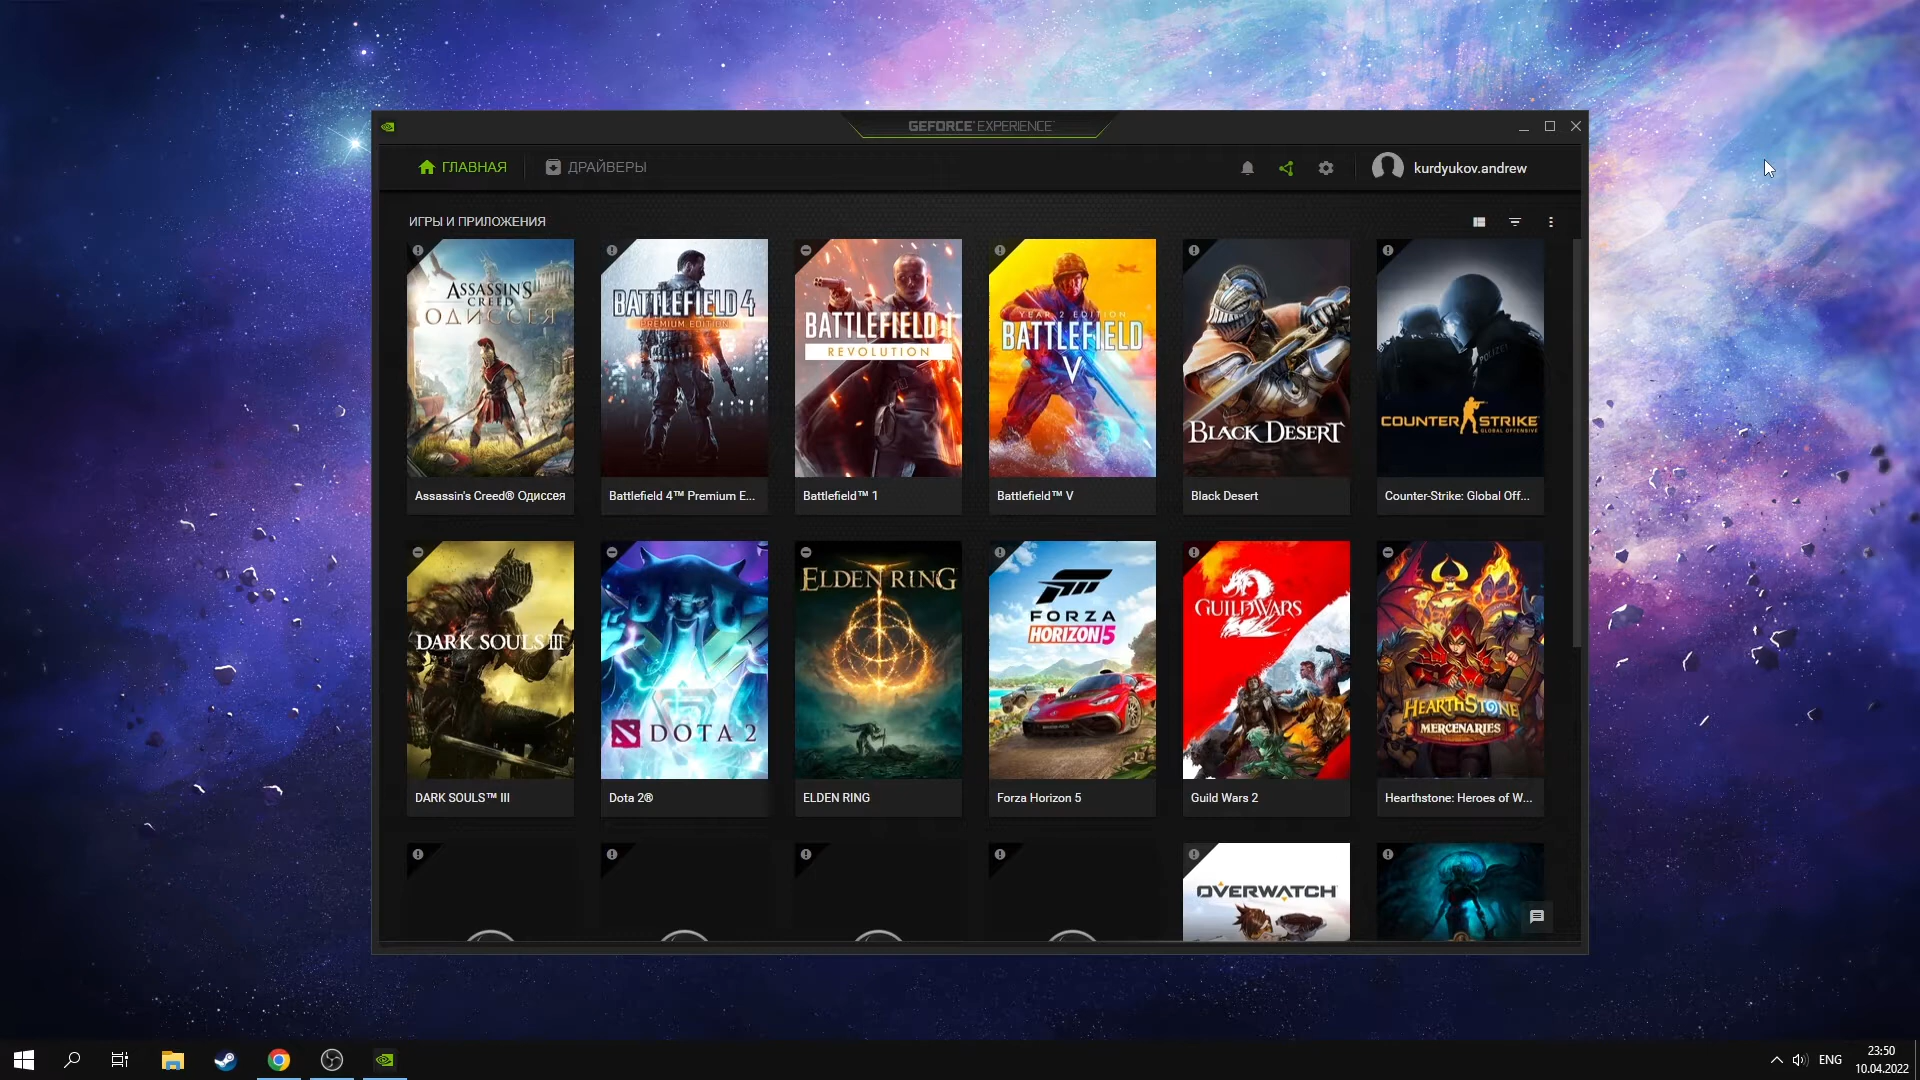 GEFORCE EXPERIENCE
ГЛАВНАЯ
ДРАЙВЕРЫ
kurdyukov.andrew
ИГРЫ И ПРИЛОЖЕНИЯ
ASSASSIN'S
CREED
ОДИССЕЯ
BATTLEFIELD 4
PREMIUM EDITION
BATTLEFIELD 1
REVOLUTION
YEAR 2 EDITION
BATTLEFIELD
V
BLACK DESERT
POLIZEI
COUNTER STRIKE
GLOBAL OFFENSIVE
Assassin's Creed® Одиссея
Battlefield 4™ Premium E...
Battlefield™ 1
Battlefield™ V
Black Desert
Counter-Strike: Global Off...
DARK SOULS III
DOTA 2
ELDEN RING
FORZA
HORIZON 5
GUILD WARS
2
HEARTHSTONE
MERCENARIES
DARK SOULS™ III
Dota 2®
ELDEN RING
Forza Horizon 5
Guild Wars 2
Hearthstone: Heroes of W...
OVERWATCH
ENG
23:50
10.04.2022